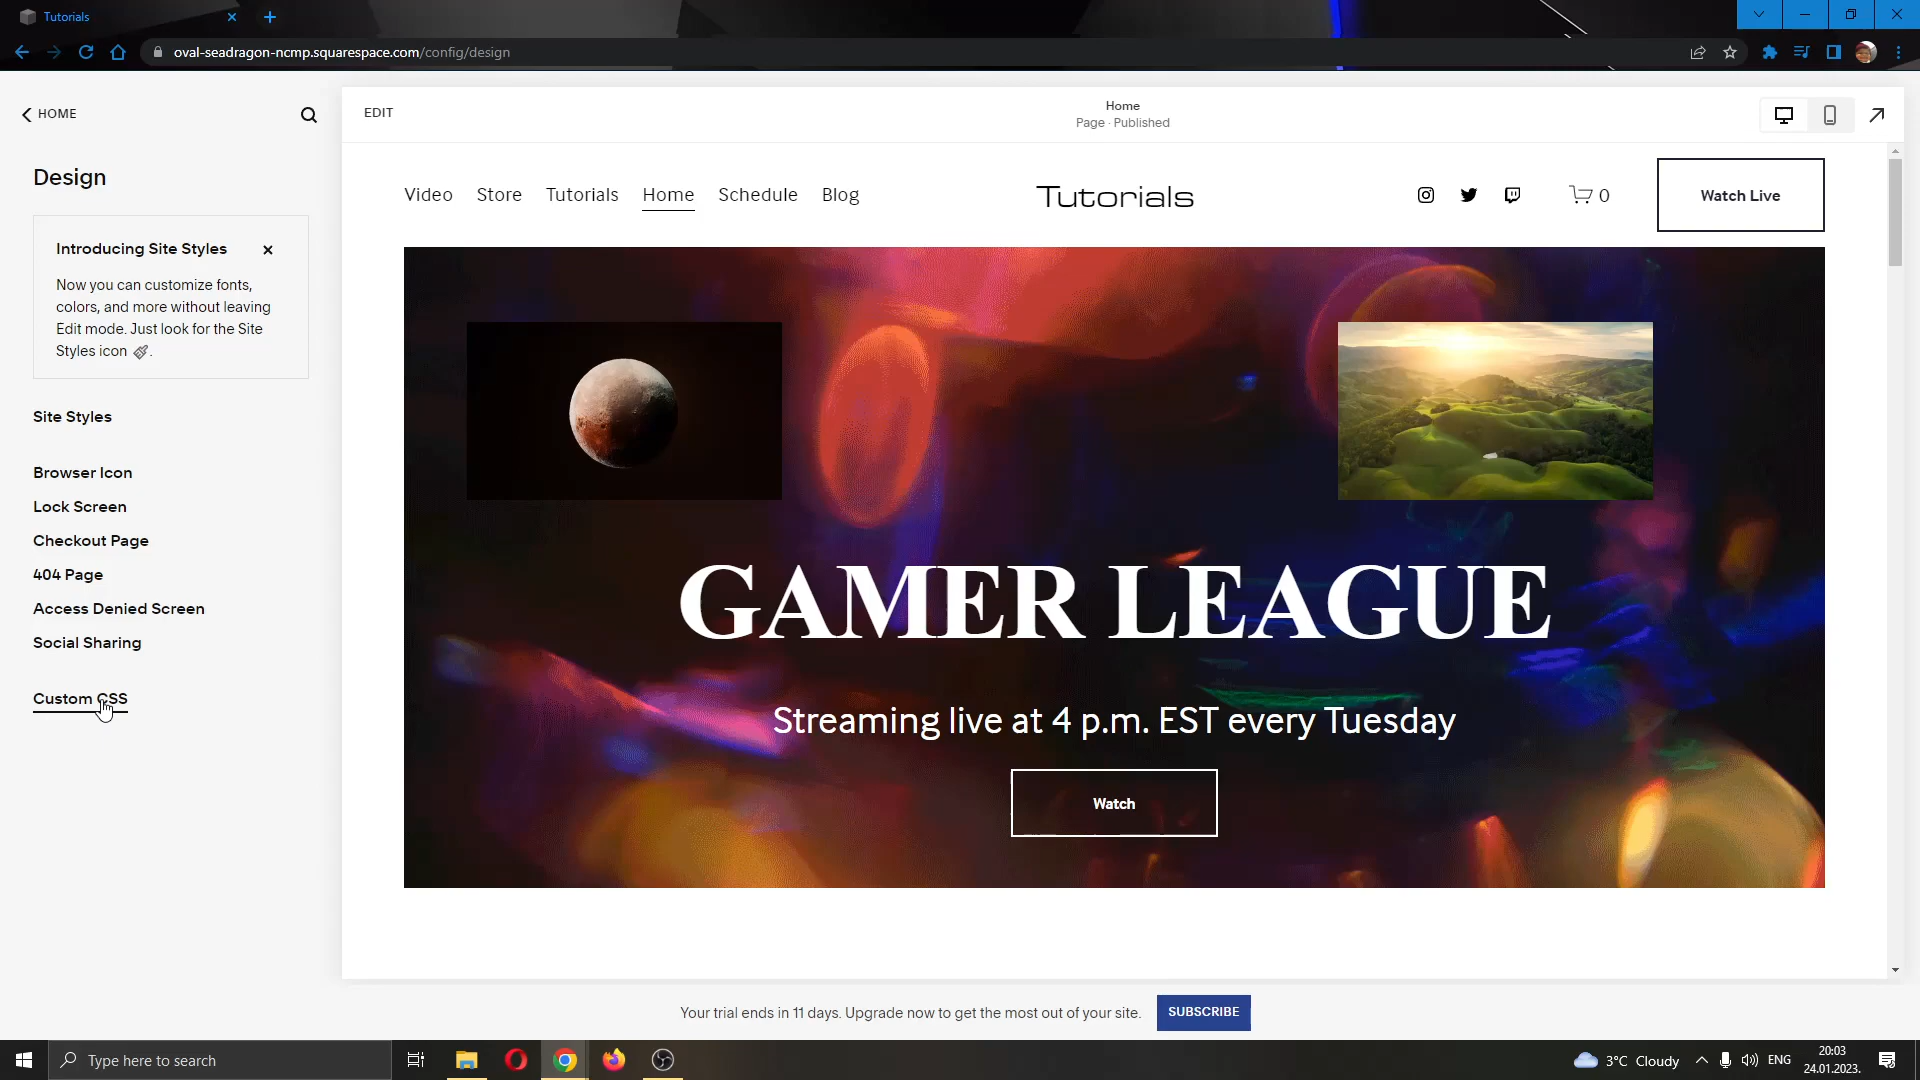 Tutorials
oval-seadragon-ncmp.squarespace.com/config/design
HOME
Design
Introducing Site Styles
Now you can customize fonts,
colors, and more without leaving
Edit mode. Just look for the Site
Styles icon .
Site Styles
Browser Icon
Lock Screen
Checkout Page
404 Page
Access Denied Screen
Social Sharing
Custom CSS
EDIT
Home
Page · Published
Video Store Tutorials Home Schedule Blog
Tutorials
0
Watch Live
GAMER LEAGUE
Streaming live at 4 p.m. EST every Tuesday
Watch
Your trial ends in 11 days. Upgrade now to get the most out of your site.
SUBSCRIBE
Type here to search
3°C Cloudy
ENG
20:03
24.01.2023.